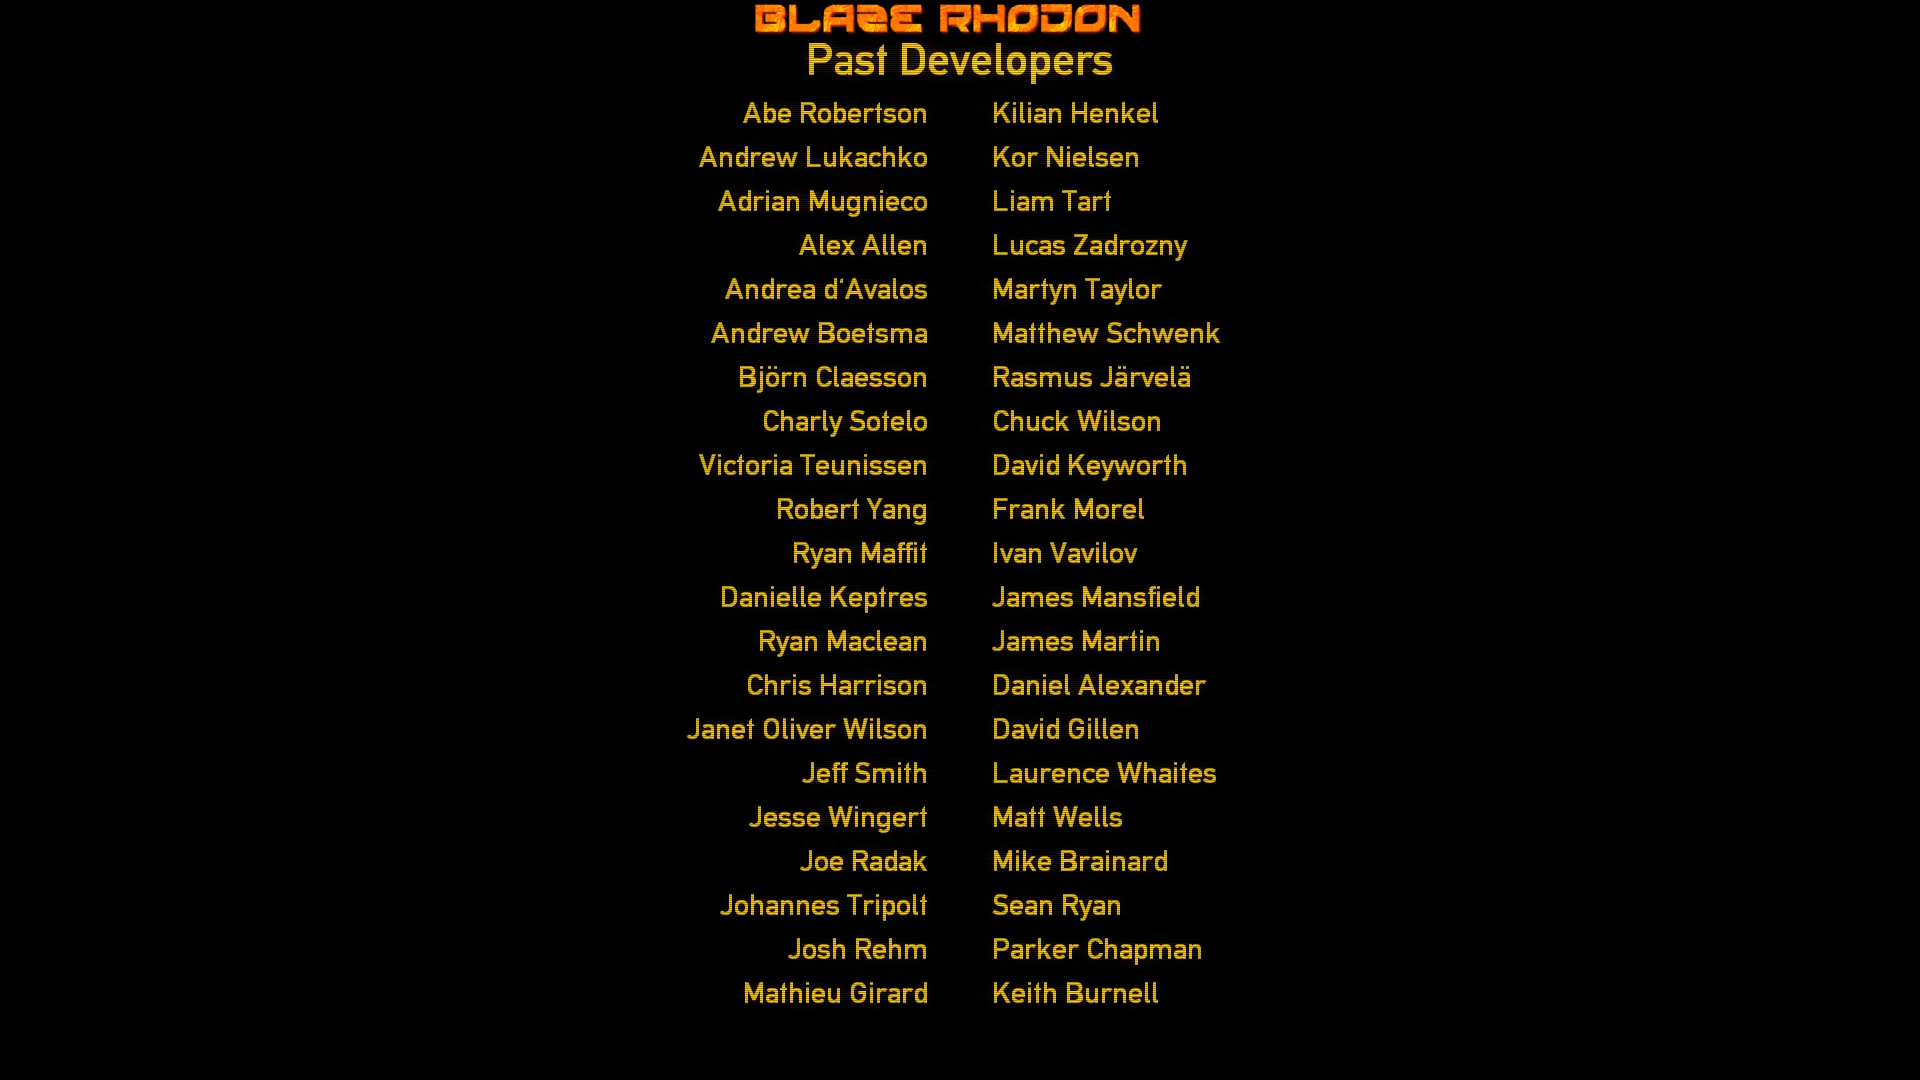 BLAZE RHODON
Past Developers
Abe Robertson Kilian Henkel
Andrew Lukachko Kor Nielsen
Adrian Mugnieco Liam Tart
Alex Allen Lucas Zadrozny
Andrea d'Avalos Martyn Taylor
Andrew Boetsma Matthew Schwenk
Björn Claesson Rasmus Järvelä
Charly Sotelo Chuck Wilson
Victoria Teunissen David Keyworth
Robert Yang Frank Morel
Ryan Maffit Ivan Vavilov
Danielle Keptres James Mansfield
Ryan Maclean James Martin
Chris Harrison Daniel Alexander
Janet Oliver Wilson David Gillen
Jeff Smith Laurence Whaites
Jesse Wingert Matt Wells
Joe Radak Mike Brainard
Johannes Tripolt Sean Ryan
Josh Rehm Parker Chapman
Mathieu Girard Keith Burnell